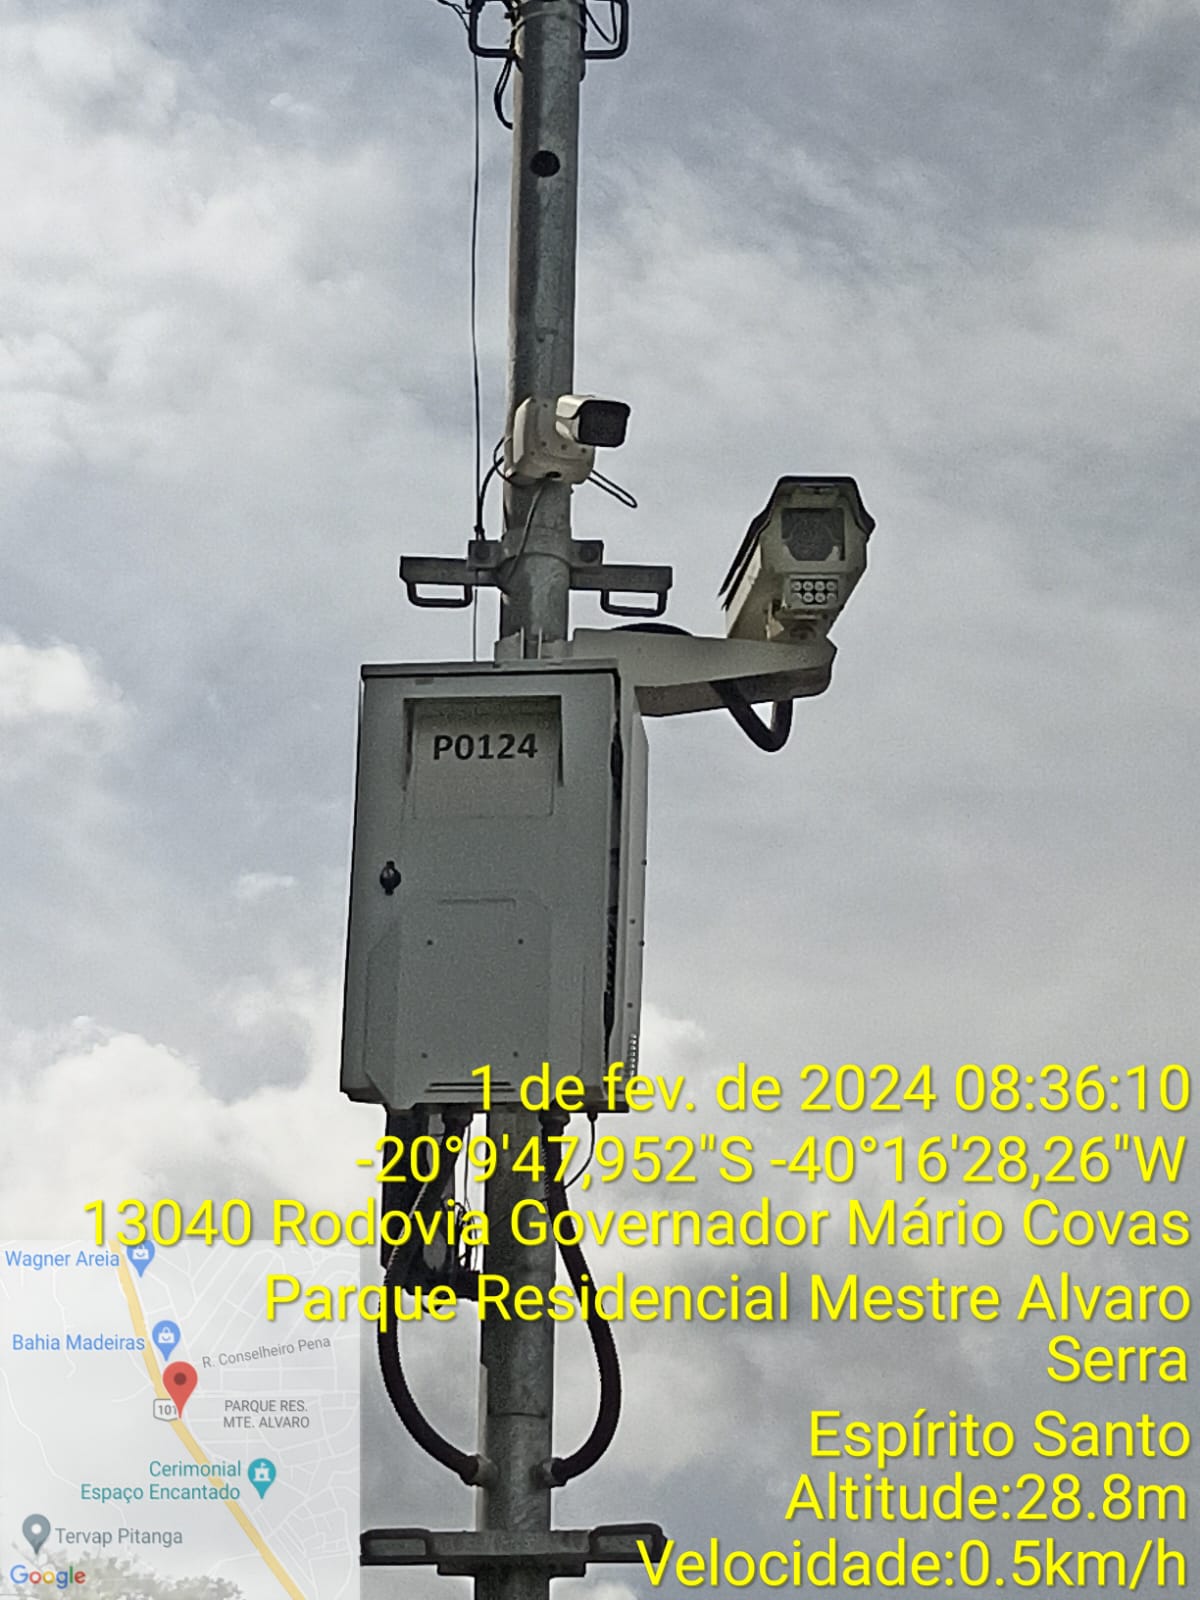 P0124
1 de fev. de 2024 08:36:10
-20°9'47,952"S -40°16'28,26"W
13040 Rodovia Governador Mário Covas
Parque Residencial Mestre Alvaro
Serra
Espírito Santo
Altitude:28.8m
Velocidade:0.5km/h
Wagner Areia
Bahia Madeiras
R. Conselheiro Pena
101
PARQUE RES.
MTE. ALVARO
Cerimonial
Espaço Encantado
Tervap Pitanga
Google